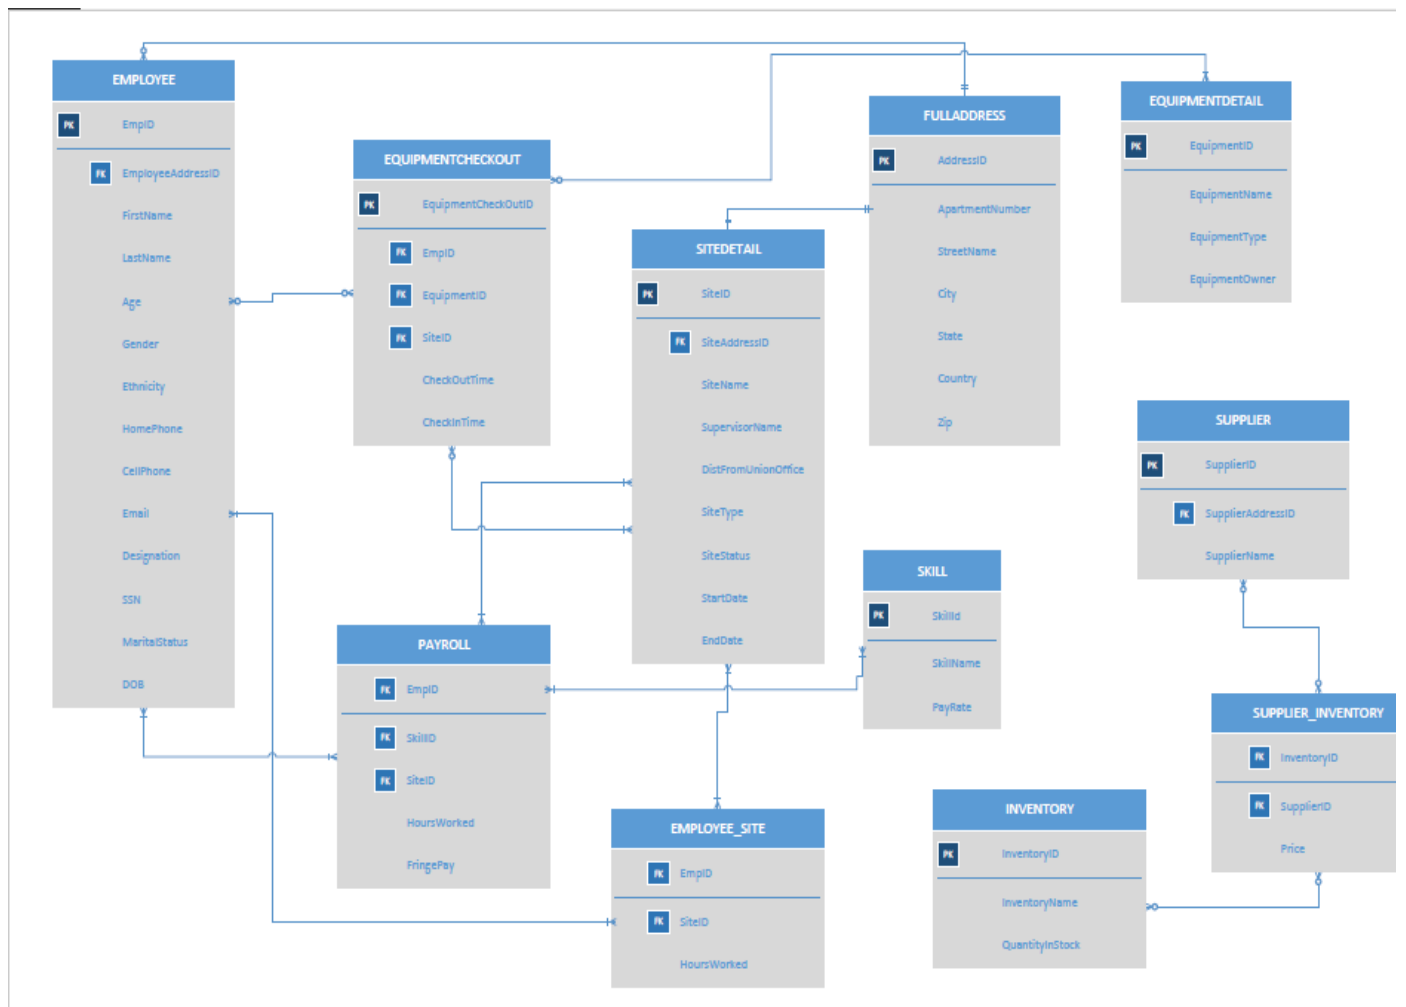 EMPLOYEE
PK EmpID
FK EmployeeAddressID
FirstName
LastName
Age
Gender
Ethnicity
HomePhone
CellPhone
Email
Designation
SSN
MaritalStatus
DOB
EQUIPMENTCHECKOUT
PK EquipmentCheckOutID
FK EmpID
FK EquipmentID
FK SiteID
CheckOutTime
CheckInTime
PAYROLL
FK EmpID
FK SkillID
FK SiteID
HoursWorked
FringePay
SITEDETAIL
PK SiteID
FK SiteAddressID
SiteName
SupervisorName
DistFromUnionOffice
SiteType
SiteStatus
StartDate
EndDate
EMPLOYEE_SITE
FK EmpID
FK SiteID
HoursWorked
FULLADDRESS
PK AddressID
ApartmentNumber
StreetName
City
State
Country
Zip
SKILL
PK SkillId
SkillName
PayRate
INVENTORY
PK InventoryID
InventoryName
QuantityInStock
EQUIPMENTDETAIL
PK EquipmentID
EquipmentName
EquipmentType
EquipmentOwner
SUPPLIER
PK SupplierID
FK SupplierAddressID
SupplierName
SUPPLIER_INVENTORY
FK InventoryID
FK SupplierID
Price